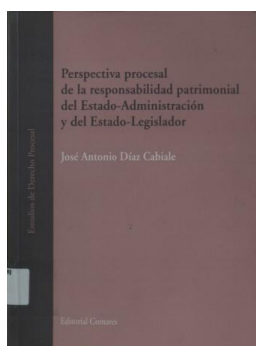 Perspectiva procesal
de la responsabilidad patrimonial
del Estado-Administración
y del Estado-Legislador
José Antonio Díaz Cabiale
Estudios de Derecho Procesal
Editorial Comares